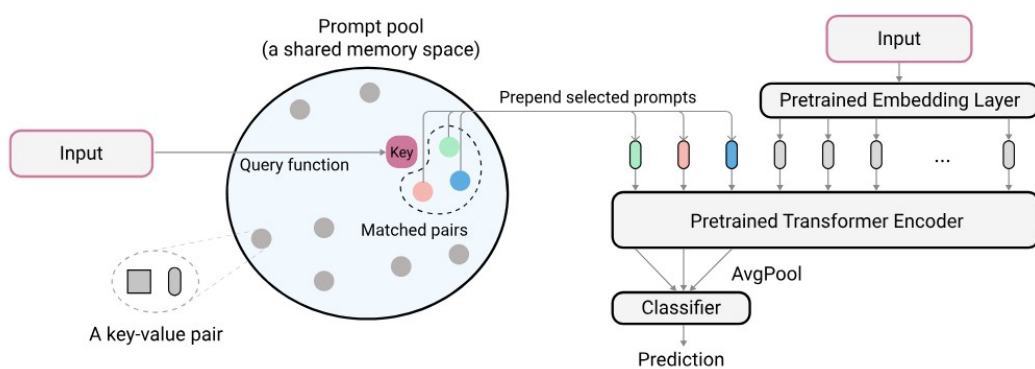 Prompt pool
(a shared memory space)
Input
Query function
Key
Matched pairs
A key-value pair
Prepend selected prompts
Input
Pretrained Embedding Layer
...
Pretrained Transformer Encoder
AvgPool
Classifier
Prediction